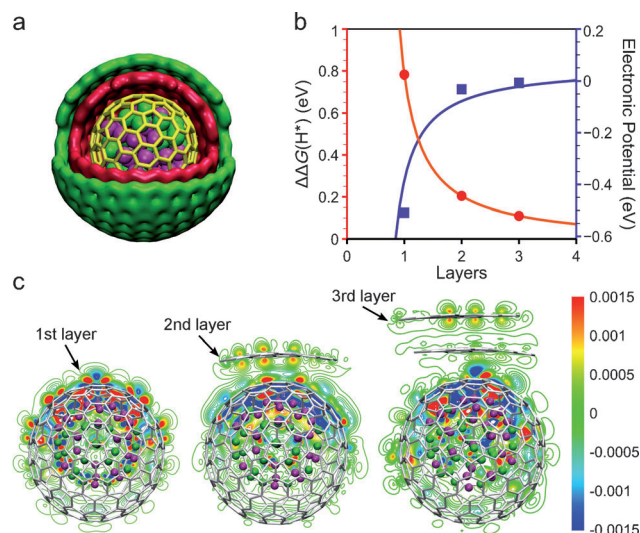 a
b
ΔΔG(H*) (eV)
1
0.8
0.6
0.4
0.2
0
0 1 2 3 4
Layers
0.2
0
-0.2
-0.4
-0.6
Electronic Potential (eV)
c
1st layer
2nd layer
3rd layer
0.0015
0.001
0.0005
0
-0.0005
-0.001
-0.0015